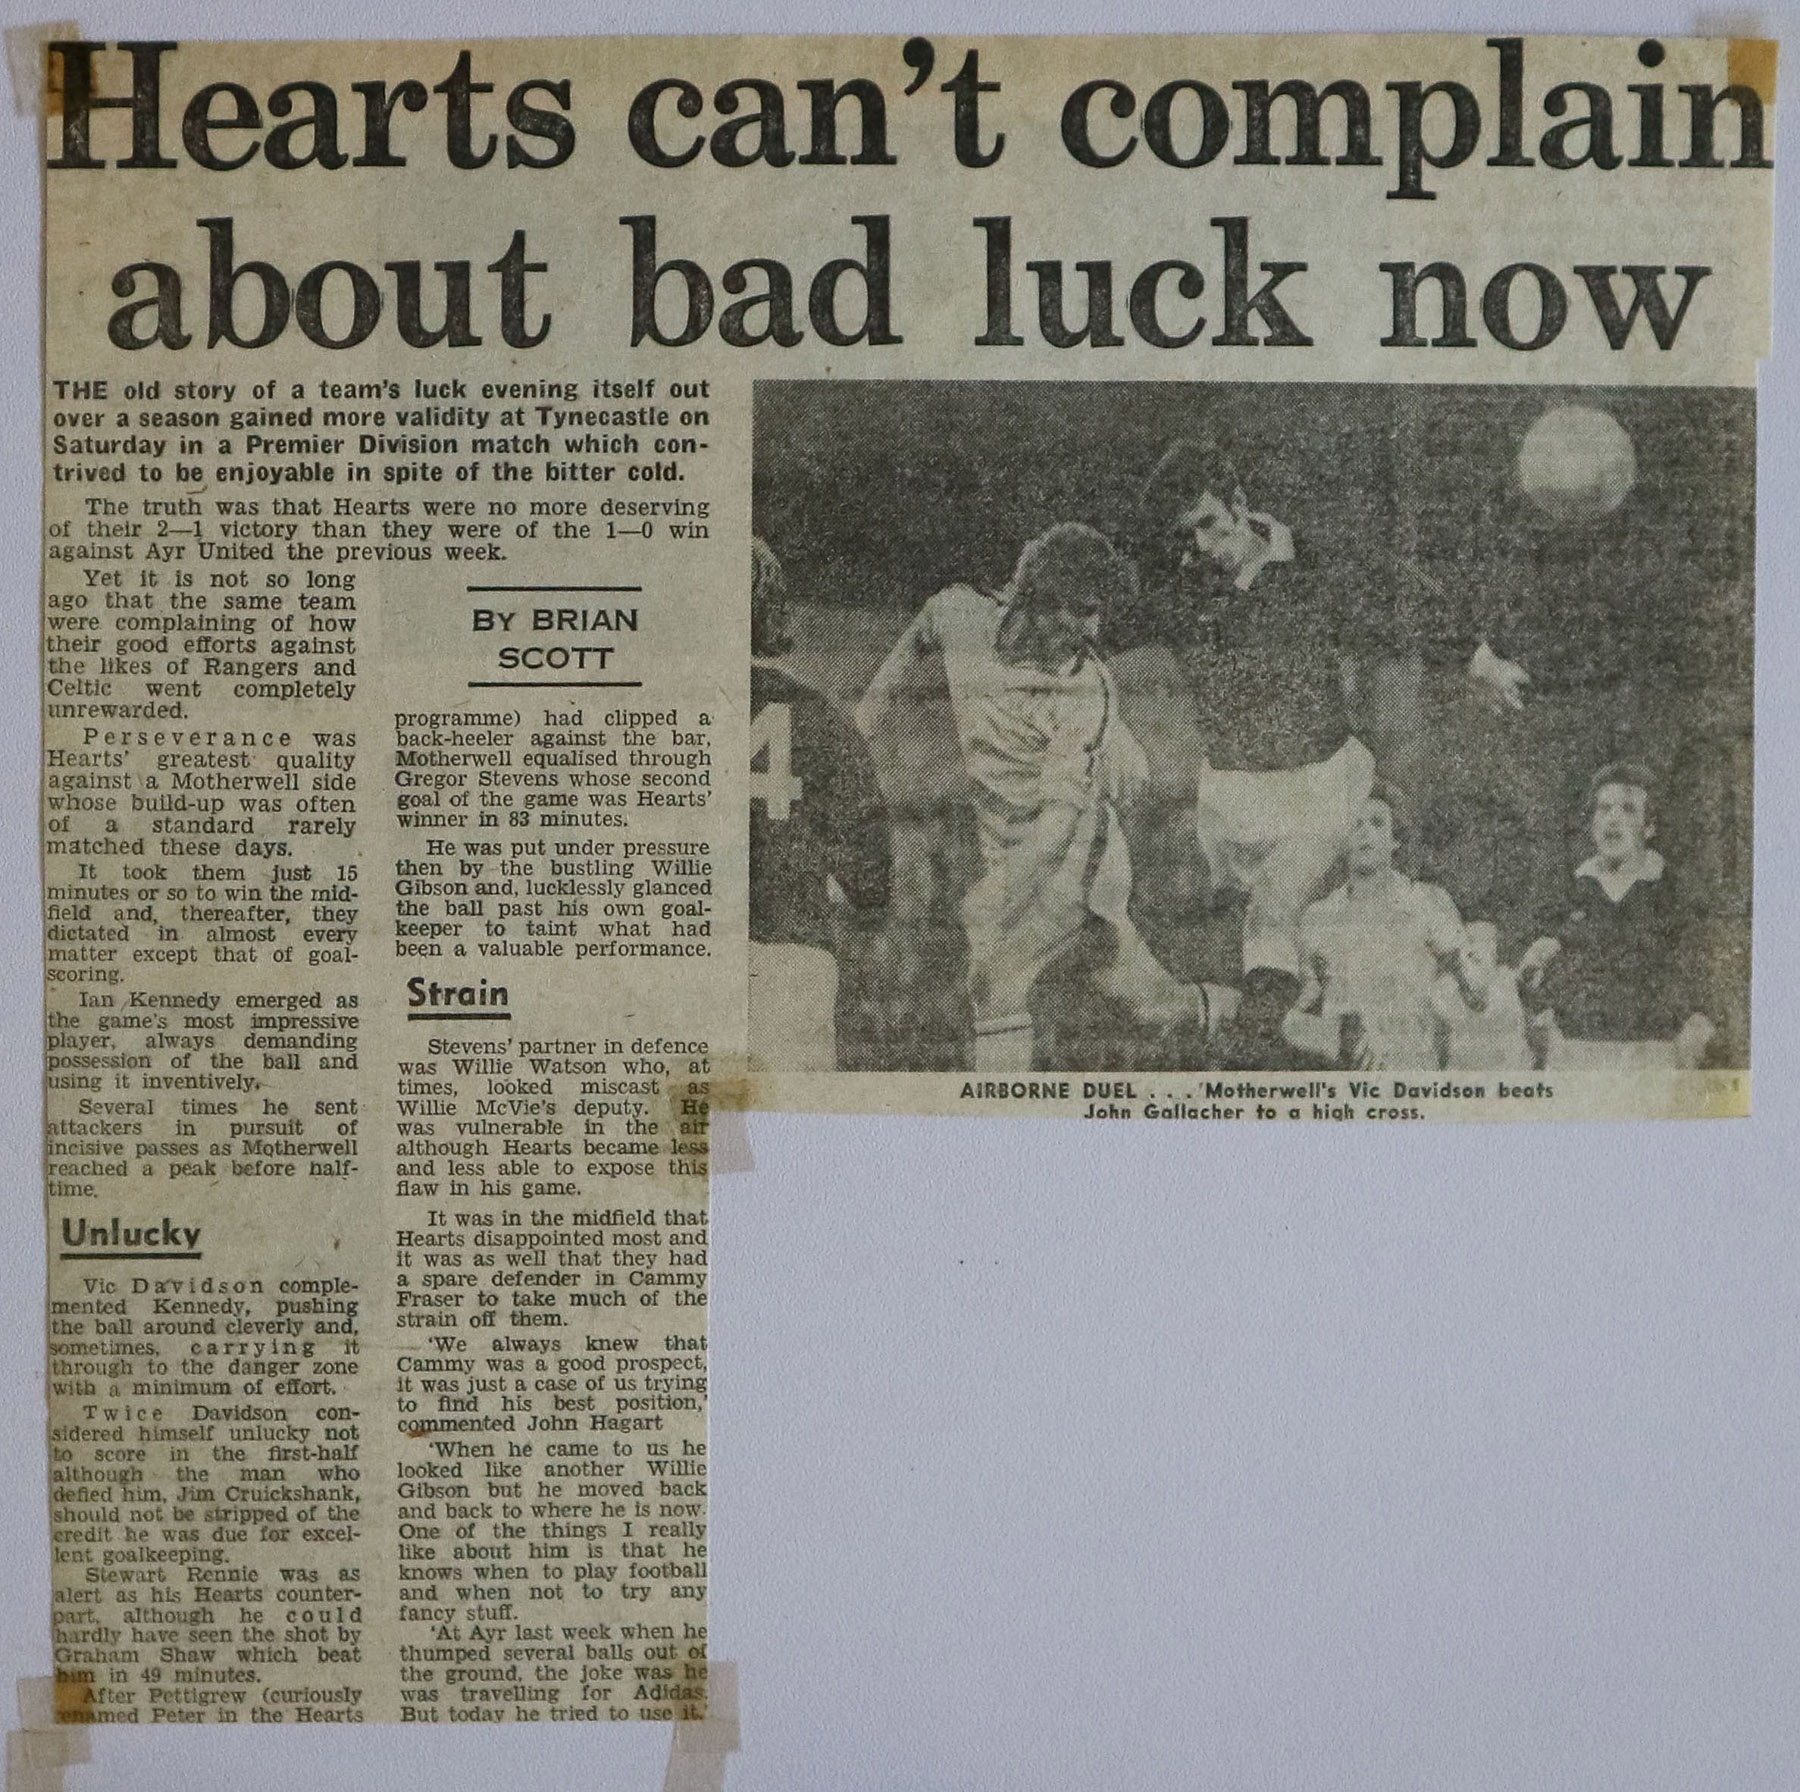 Hearts can't complain
about bad luck now
THE old story of a team's luck evening itself out
over a season gained more validity at Tynecastle on
Saturday in a Premier Division match which con-
trived to be enjoyable in spite of the bitter cold.
The truth was that Hearts were no more deserving
of their 2—1 victory than they were of the 1—0 win
against Ayr United the previous week.
Yet it is not so long
ago that the same team
were complaining of how
their good efforts against
the likes of Rangers and
Celtic went completely
unrewarded.
Perseverance was
Hearts' greatest quality
against a Motherwell side
whose build-up was often
of a standard rarely
matched these days.
It took them just 15
minutes or so to win the mid-
field and, thereafter, they
dictated in almost every
matter except that of goal-
scoring.
Ian Kennedy emerged as
the game's most impressive
player, always demanding
possession of the ball and
using it inventively.
Several times he sent
attackers in pursuit of
incisive passes as Motherwell
reached a peak before half-
time.
Unlucky
Vic Davidson comple-
mented Kennedy, pushing
the ball around cleverly and,
sometimes, carrying it
through to the danger zone
with a minimum of effort.
Twice Davidson con-
sidered himself unlucky not
to score in the first-half
although the man who
defied him, Jim Cruickshank,
should not be stripped of the
credit he was due for excel-
lent goalkeeping.
Stewart Rennie was as
alert as his Hearts counter-
part, although he could
hardly have seen the shot by
Graham Shaw which beat
him in 49 minutes.
After Pettigrew (curiously
renamed Peter in the Hearts
BY BRIAN
SCOTT
programme) had clipped a
back-heeler against the bar,
Motherwell equalised through
Gregor Stevens whose second
goal of the game was Hearts'
winner in 83 minutes.
He was put under pressure
then by the bustling Willie
Gibson and, lucklessly glanced
the ball past his own goal-
keeper to taint what had
been a valuable performance.
Strain
Stevens' partner in defence
was Willie Watson who, at
times, looked miscast as
Willie McVie's deputy. He
was vulnerable in the air
although Hearts became less
and less able to expose this
flaw in his game.
It was in the midfield that
Hearts disappointed most and
it was as well that they had
a spare defender in Cammy
Fraser to take much of the
strain off them.
'We always knew that
Cammy was a good prospect,
it was just a case of us trying
to find his best position,'
commented John Hagart
'When he came to us he
looked like another Willie
Gibson but he moved back
and back to where he is now.
One of the things I really
like about him is that he
knows when to play football
and when not to try any
fancy stuff.
'At Ayr last week when he
thumped several balls out of
the ground, the joke was he
was travelling for Adidas.
But today he tried to use it.'
4
AIRBORNE DUEL . . . 'Motherwell's Vic Davidson beats
John Gallacher to a high cross.